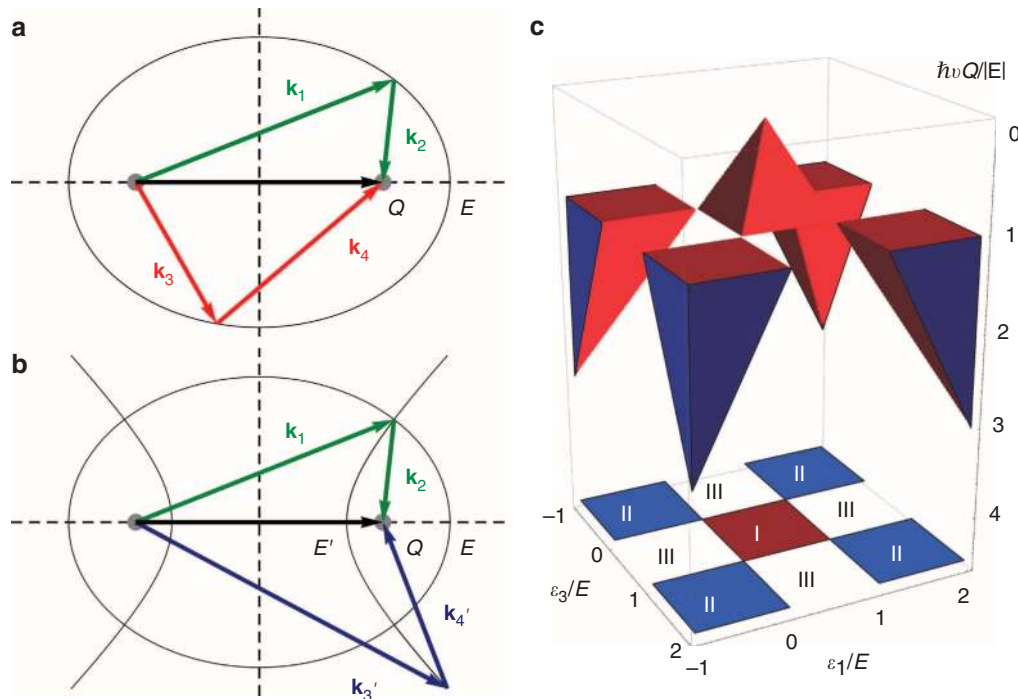 a
k1
k2
Q
E
k3
k4
b
k1
k2
E′
Q
E
k4′
k3′
c
ℏυQ/|E|
0
1
2
3
4
II
III
II
I
III
III
II
III
II
–1
0
1
2
ε3/E
–1
0
1
2
ε1/E